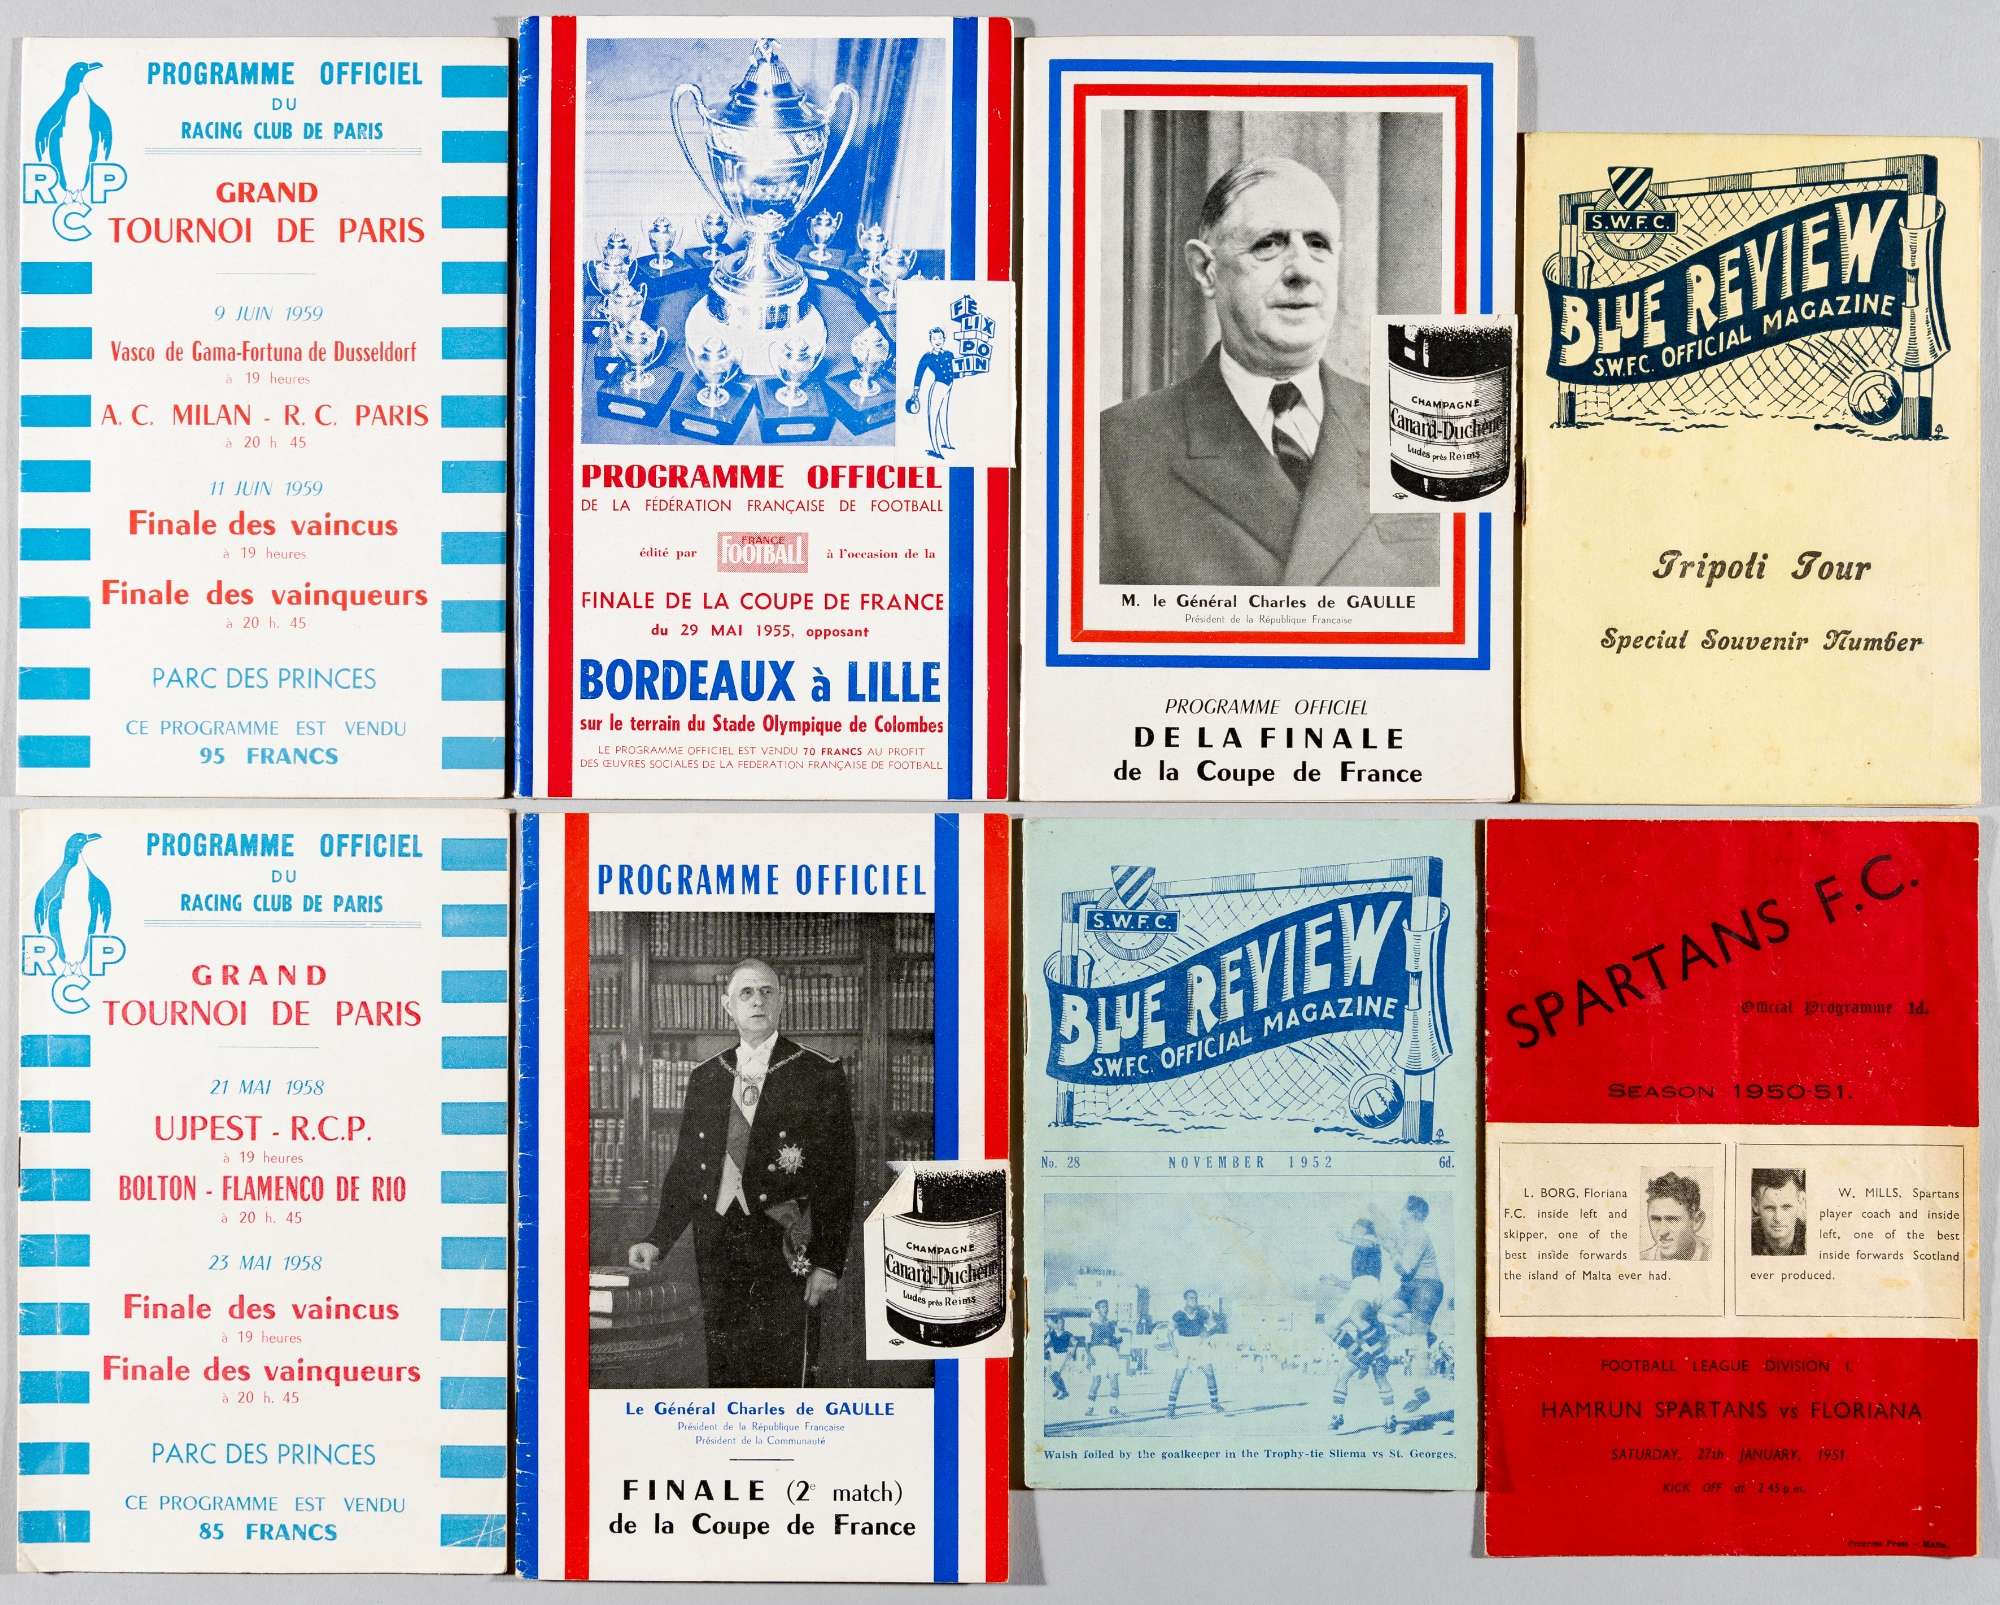 PROGRAMME OFFICIEL
DU
RACING CLUB DE PARIS
R P
C
GRAND
TOURNOI DE PARIS
9 JUIN 1959
Vasco de Gama-Fortuna de Dusseldorf
à 19 heures
A. C. MILAN - R. C. PARIS
à 20 h. 45
11 JUIN 1959
Finale des vaincus
à 19 heures
Finale des vainqueurs
à 20 h. 45
PARC DES PRINCES
CE PROGRAMME EST VENDU
95 FRANCS
FE
LIX
PO
TIN
PROGRAMME OFFICIEL
DE LA FÉDÉRATION FRANÇAISE DE FOOTBALL
édité par FRANCE FOOTBALL à l'occasion de la
FINALE DE LA COUPE DE FRANCE
du 29 MAI 1955, opposant
BORDEAUX à LILLE
sur le terrain du Stade Olympique de Colombes
LE PROGRAMME OFFICIEL EST VENDU 70 FRANCS AU PROFIT
DES ŒUVRES SOCIALES DE LA FEDERATION FRANÇAISE DE FOOTBALL
CHAMPAGNE
Canard-Duchêne
Ludes près Reims
M. le Général Charles de GAULLE
Président de la République Française
PROGRAMME OFFICIEL
DE LA FINALE
de la Coupe de France
S.W.F.C.
BLUE REVIEW
S.W.F.C. OFFICIAL MAGAZINE
Tripoli Tour
Special Souvenir Number
PROGRAMME OFFICIEL
DU
RACING CLUB DE PARIS
R P
C
GRAND
TOURNOI DE PARIS
21 MAI 1958
UJPEST - R.C.P.
à 19 heures
BOLTON - FLAMENCO DE RIO
à 20 h. 45
23 MAI 1958
Finale des vaincus
à 19 heures
Finale des vainqueurs
à 20 h. 45
PARC DES PRINCES
CE PROGRAMME EST VENDU
85 FRANCS
PROGRAMME OFFICIEL
CHAMPAGNE
Canard-Duchêne
Ludes près Reims
Le Général Charles de GAULLE
Président de la République Française
Président de la Communauté
FINALE (2e match)
de la Coupe de France
S.W.F.C.
BLUE REVIEW
S.W.F.C. OFFICIAL MAGAZINE
No. 28 NOVEMBER 1952 6d.
Walsh foiled by the goalkeeper in the Trophy-tie Sliema vs St. Georges.
SPARTANS F.C.
Official Programme 1d.
SEASON 1950-51.
L. BORG, Floriana
F.C. inside left and
skipper, one of the
best inside forwards
the island of Malta ever had.
W. MILLS, Spartans
player coach and inside
left, one of the best
inside forwards Scotland
ever produced.
FOOTBALL LEAGUE DIVISION I.
HAMRUN SPARTANS vs FLORIANA
SATURDAY, 27th JANUARY, 1951
KICK OFF at 2.45 p.m.
Progress Press - Malta.